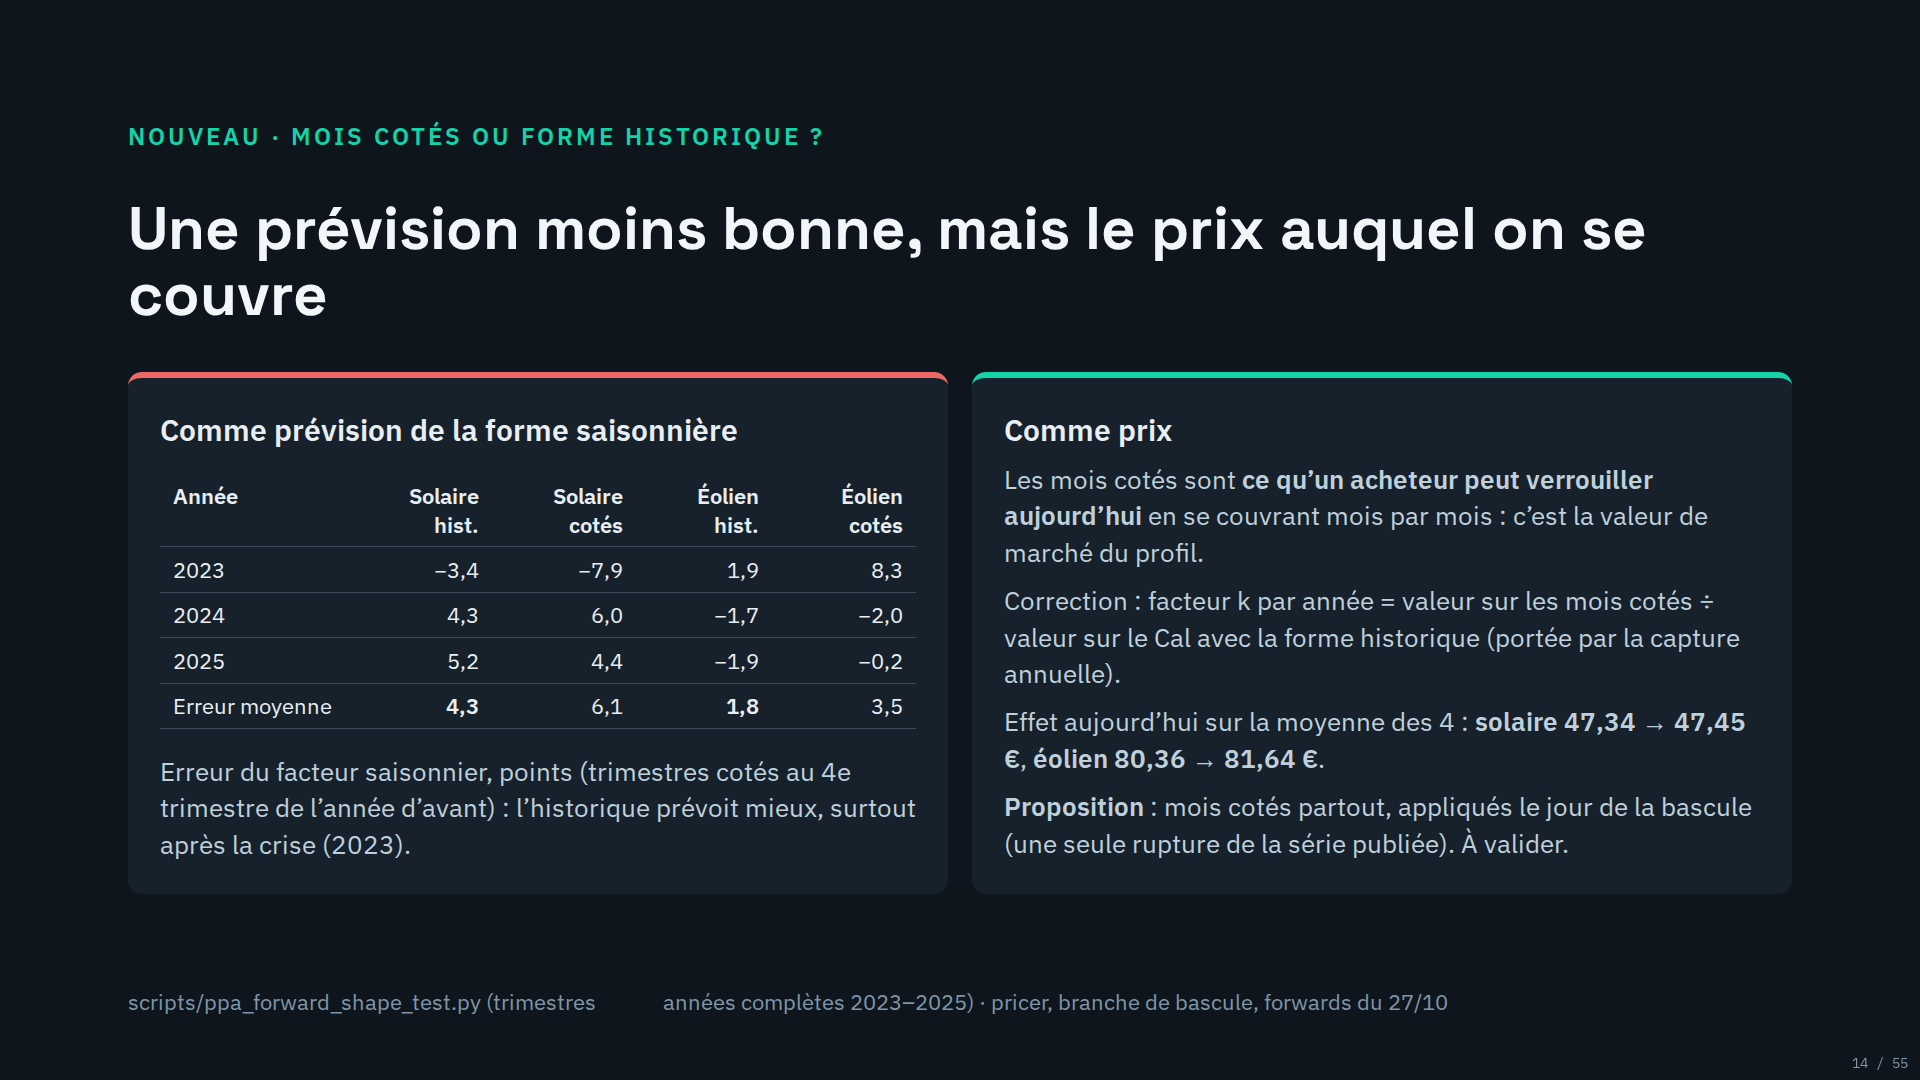 NOUVEAU · MOIS COTÉS OU FORME HISTORIQUE ?
Une prévision moins bonne, mais le prix auquel on se
couvre
Comme prévision de la forme saisonnière
Année Solaire hist. Solaire cotés Éolien hist. Éolien cotés
2023 −3,4 −7,9 1,9 8,3
2024 4,3 6,0 −1,7 −2,0
2025 5,2 4,4 −1,9 −0,2
Erreur moyenne 4,3 6,1 1,8 3,5
Erreur du facteur saisonnier, points (trimestres cotés au 4e
trimestre de l’année d’avant) : l’historique prévoit mieux, surtout
après la crise (2023).
Comme prix
Les mois cotés sont ce qu’un acheteur peut verrouiller
aujourd’hui en se couvrant mois par mois : c’est la valeur de
marché du profil.
Correction : facteur k par année = valeur sur les mois cotés ÷
valeur sur le Cal avec la forme historique (portée par la capture
annuelle).
Effet aujourd’hui sur la moyenne des 4 : solaire 47,34 → 47,45
€, éolien 80,36 → 81,64 €.
Proposition : mois cotés partout, appliqués le jour de la bascule
(une seule rupture de la série publiée). À valider.
scripts/ppa_forward_shape_test.py (trimestres années complètes 2023–2025) · pricer, branche de bascule, forwards du 27/10
14 / 55